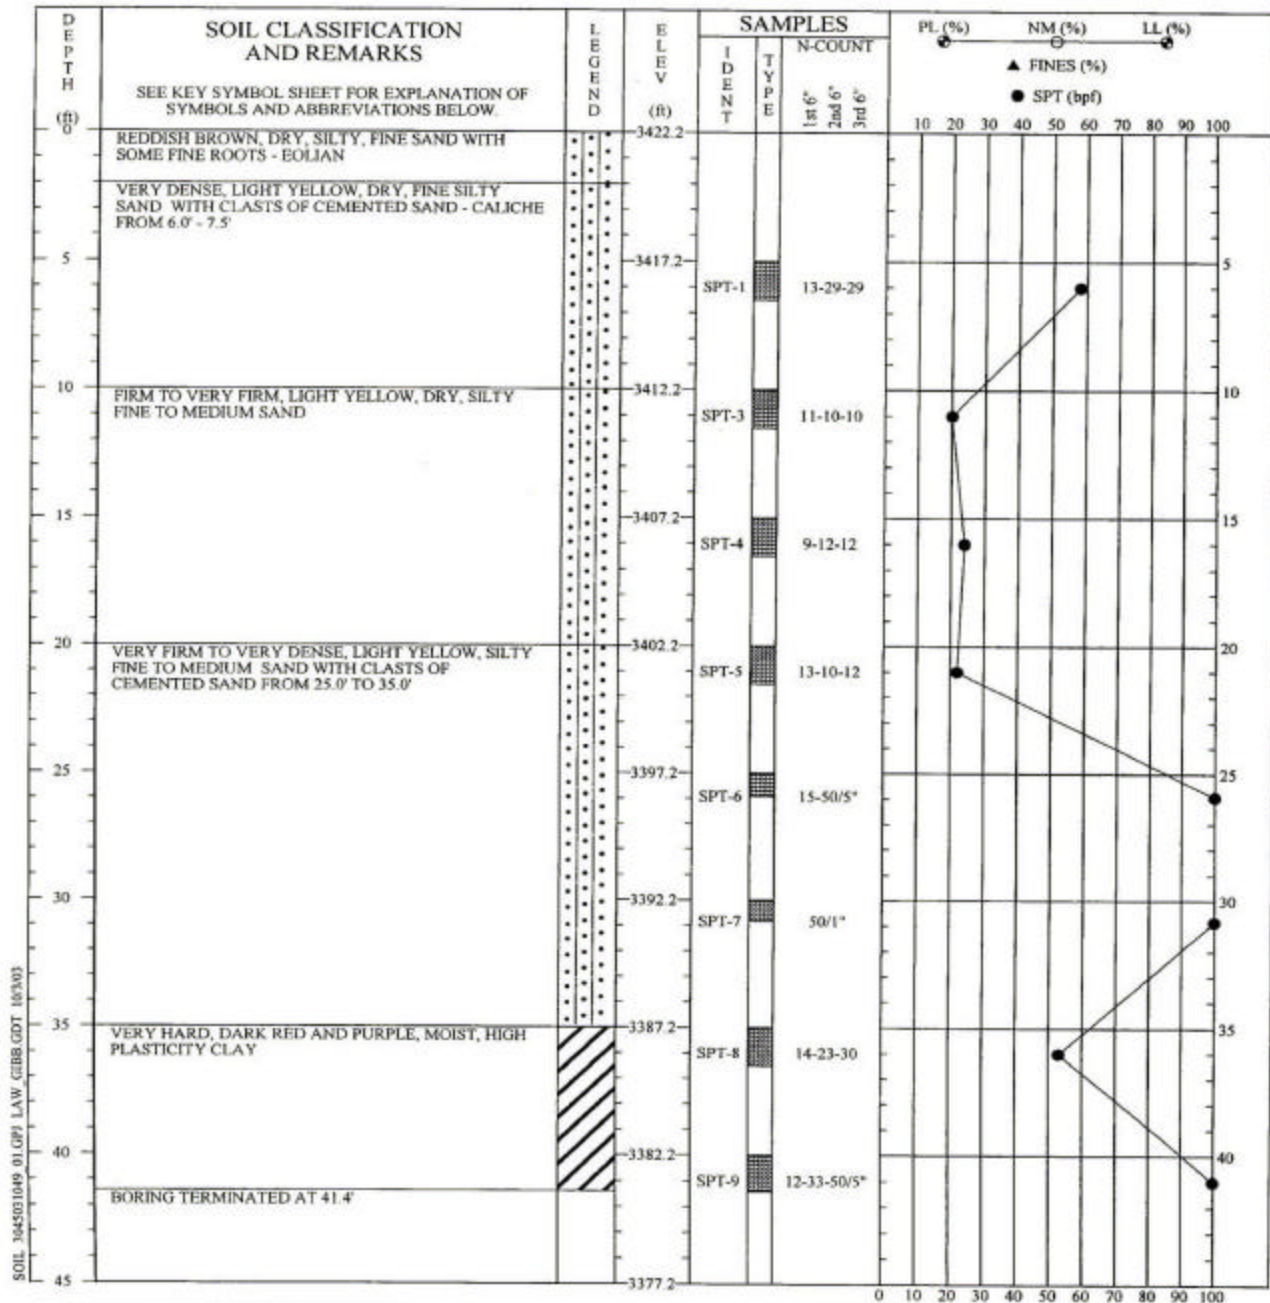 DEPTH
(ft)
SOIL CLASSIFICATION
AND REMARKS
SEE KEY SYMBOL SHEET FOR EXPLANATION OF
SYMBOLS AND ABBREVIATIONS BELOW.
LEGEND
ELEV
(ft)
SAMPLES
IDENT
TYPE
N-COUNT
1st 6"
2nd 6"
3rd 6"
PL (%) NM (%) LL (%)
▲ FINES (%)
● SPT (bpf)
10 20 30 40 50 60 70 80 90 100
0
REDDISH BROWN, DRY, SILTY, FINE SAND WITH
SOME FINE ROOTS - EOLIAN
3422.2
VERY DENSE, LIGHT YELLOW, DRY, FINE SILTY
SAND WITH CLASTS OF CEMENTED SAND - CALICHE
FROM 6.0' - 7.5'
5
3417.2
SPT-1
13-29-29
5
10
FIRM TO VERY FIRM, LIGHT YELLOW, DRY, SILTY
FINE TO MEDIUM SAND
3412.2
SPT-3
11-10-10
10
15
3407.2
SPT-4
9-12-12
15
20
VERY FIRM TO VERY DENSE, LIGHT YELLOW, SILTY
FINE TO MEDIUM SAND WITH CLASTS OF
CEMENTED SAND FROM 25.0' TO 35.0'
3402.2
SPT-5
13-10-12
20
25
3397.2
SPT-6
15-50/5"
25
30
3392.2
SPT-7
50/1"
30
35
VERY HARD, DARK RED AND PURPLE, MOIST, HIGH
PLASTICITY CLAY
3387.2
SPT-8
14-23-30
35
40
3382.2
SPT-9
12-33-50/5"
40
BORING TERMINATED AT 41.4'
45
3377.2
0 10 20 30 40 50 60 70 80 90 100
SOIL 3045031049_01.GPJ LAW_GIBB.GDT 10/3/03